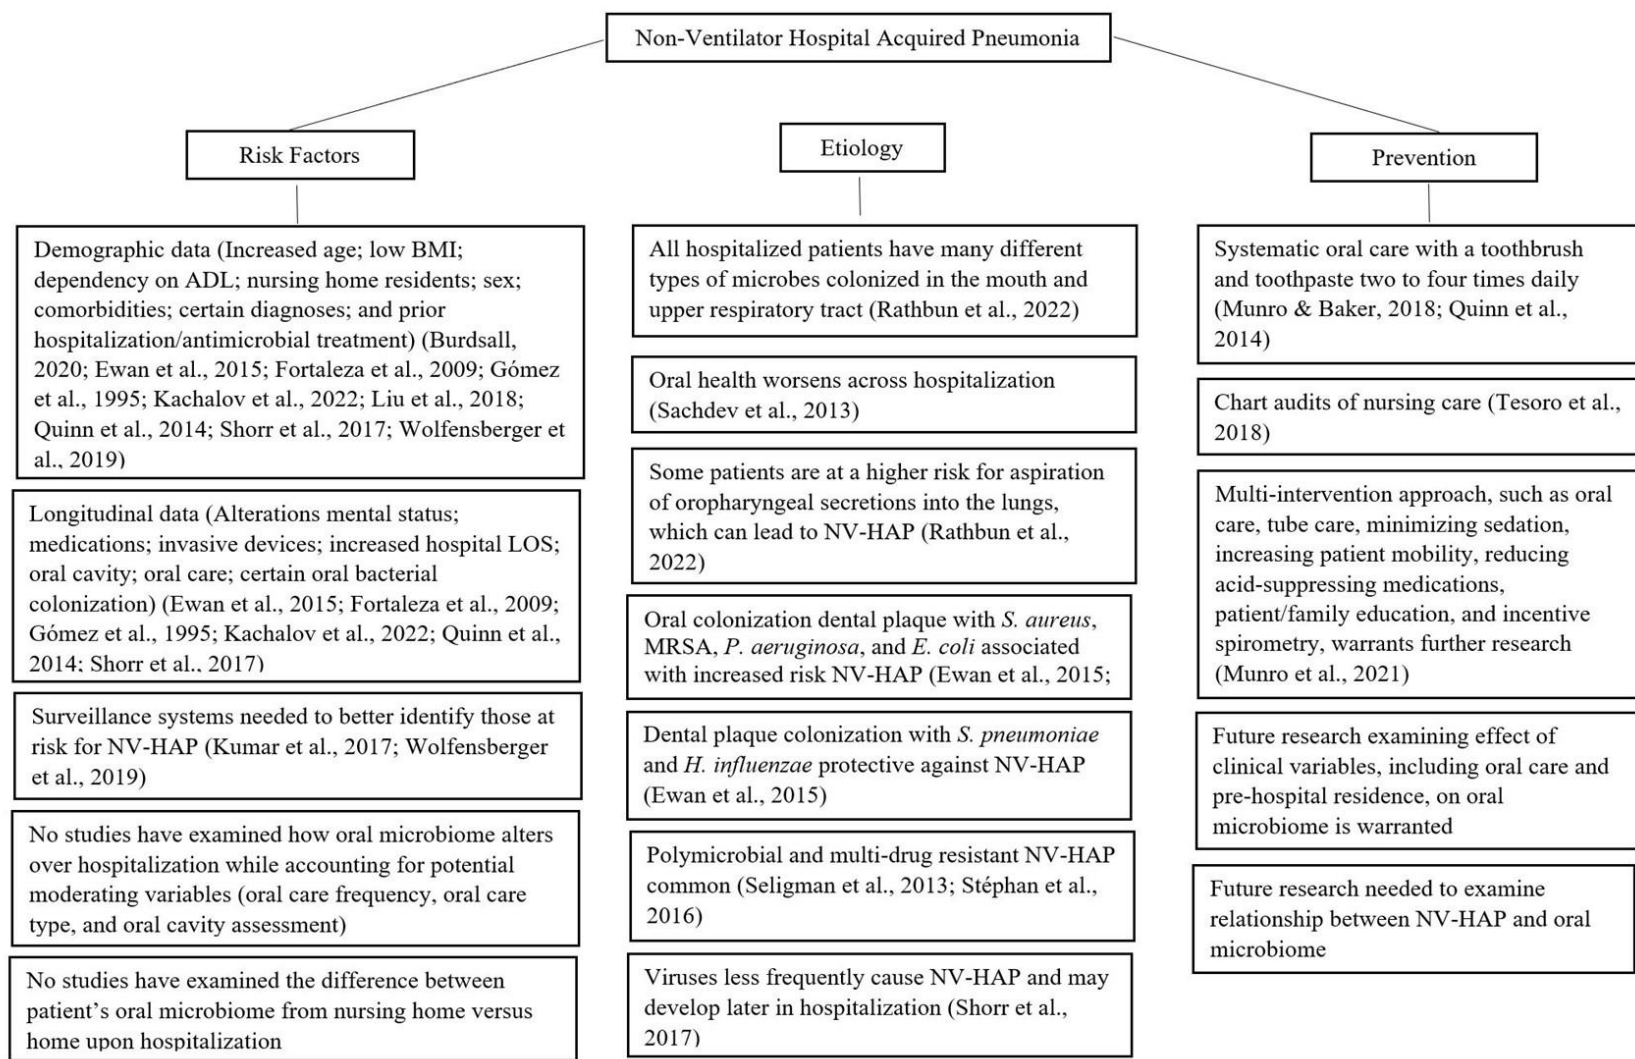 Non-Ventilator Hospital Acquired Pneumonia
Risk Factors
Demographic data (Increased age; low BMI;
dependency on ADL; nursing home residents; sex;
comorbidities; certain diagnoses; and prior
hospitalization/antimicrobial treatment) (Burdsall,
2020; Ewan et al., 2015; Fortaleza et al., 2009; Gómez
et al., 1995; Kachalov et al., 2022; Liu et al., 2018;
Quinn et al., 2014; Shorr et al., 2017; Wolfensberger et
al., 2019)
Longitudinal data (Alterations mental status;
medications; invasive devices; increased hospital LOS;
oral cavity; oral care; certain oral bacterial
colonization) (Ewan et al., 2015; Fortaleza et al., 2009;
Gómez et al., 1995; Kachalov et al., 2022; Quinn et al.,
2014; Shorr et al., 2017)
Surveillance systems needed to better identify those at
risk for NV-HAP (Kumar et al., 2017; Wolfensberger
et al., 2019)
No studies have examined how oral microbiome alters
over hospitalization while accounting for potential
moderating variables (oral care frequency, oral care
type, and oral cavity assessment)
No studies have examined the difference between
patient's oral microbiome from nursing home versus
home upon hospitalization
Etiology
All hospitalized patients have many different
types of microbes colonized in the mouth and
upper respiratory tract (Rathbun et al., 2022)
Oral health worsens across hospitalization
(Sachdev et al., 2013)
Some patients are at a higher risk for aspiration
of oropharyngeal secretions into the lungs,
which can lead to NV-HAP (Rathbun et al.,
2022)
Oral colonization dental plaque with S. aureus,
MRSA, P. aeruginosa, and E. coli associated
with increased risk NV-HAP (Ewan et al., 2015;
Dental plaque colonization with S. pneumoniae
and H. influenzae protective against NV-HAP
(Ewan et al., 2015)
Polymicrobial and multi-drug resistant NV-HAP
common (Seligman et al., 2013; Stéphan et al.,
2016)
Viruses less frequently cause NV-HAP and may
develop later in hospitalization (Shorr et al.,
2017)
Prevention
Systematic oral care with a toothbrush
and toothpaste two to four times daily
(Munro & Baker, 2018; Quinn et al.,
2014)
Chart audits of nursing care (Tesoro et al.,
2018)
Multi-intervention approach, such as oral
care, tube care, minimizing sedation,
increasing patient mobility, reducing
acid-suppressing medications,
patient/family education, and incentive
spirometry, warrants further research
(Munro et al., 2021)
Future research examining effect of
clinical variables, including oral care and
pre-hospital residence, on oral
microbiome is warranted
Future research needed to examine
relationship between NV-HAP and oral
microbiome